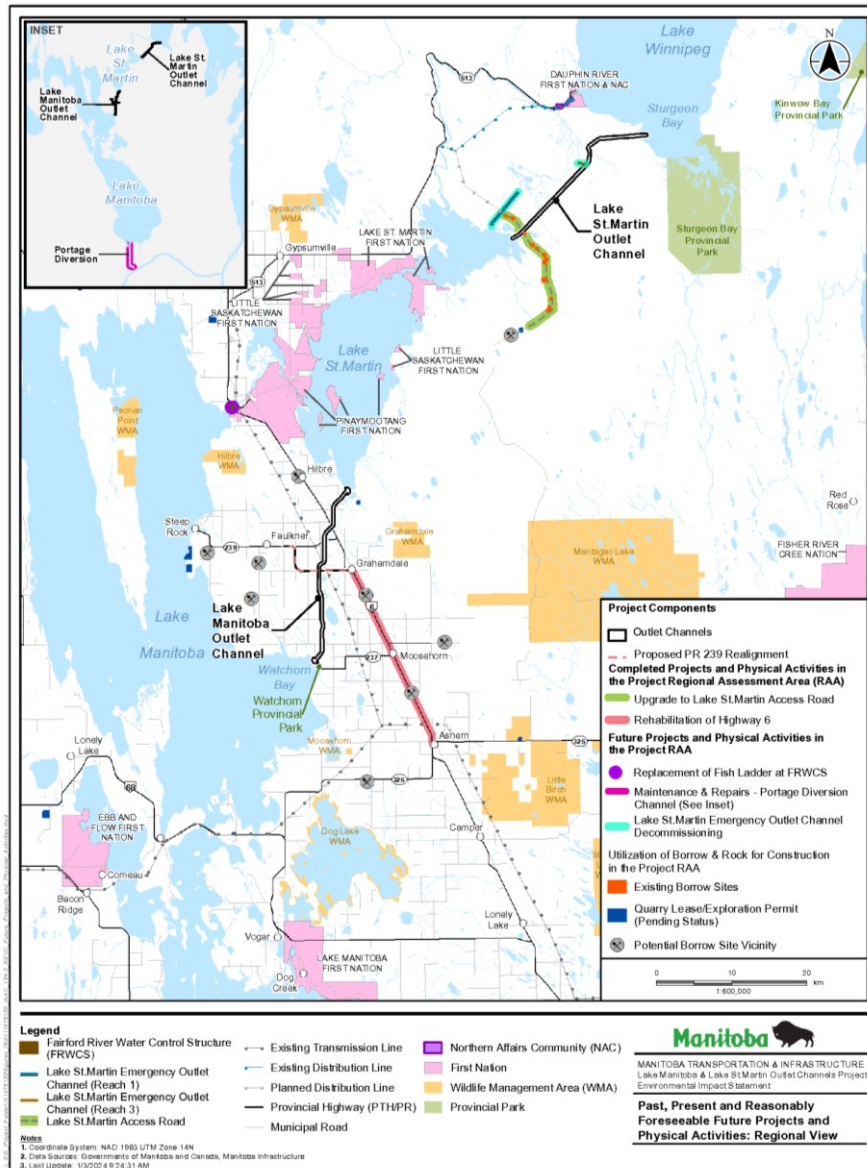 INSET
Lake
St.
Martin
Lake St.
Martin
Outlet
Channel
Lake
Manitoba
Outlet
Channel
Lake
Manitoba
Portage
Diversion
Lake
Winnipeg
N
513
DAUPHIN RIVER
FIRST NATION & NAC
Sturgeon
Bay
Kinwow Bay
Provincial Park
Gypsumville
WMA
LAKE ST. MARTIN
FIRST NATION
Lake
St.Martin
Outlet
Channel
Sturgeon Bay
Provincial
Park
Gypsumville
513
LITTLE
SASKATCHEWAN
FIRST NATION
Lake
St.Martin
LITTLE
SASKATCHEWAN
FIRST NATION
Peonan
Point
WMA
PINAYMOOTANG
FIRST NATION
Hilbre
WMA
Hilbre
Red
Rose
Steep
Rock
Faulkner
239
Grahamdale
WMA
Mantagao Lake
WMA
FISHER RIVER
CREE NATION
Grahamdale
6
Lake
Manitoba
Outlet
Channel
Lake
Manitoba
237
Moosehorn
Watchorn
Bay
Watchorn
Provincial
Park
Lonely
Lake
Moosehorn
WMA
Ashern
325
325
68
Little
Birch
WMA
EBB AND
FLOW FIRST
NATION
Dog Lake
WMA
Camper
Comeau
Bacon
Ridge
Lonely
Lake
Vogar
LAKE MANITOBA
FIRST NATION
Dog
Creek
Project Components
Outlet Channels
Proposed PR 239 Realignment
Completed Projects and Physical Activities in
the Project Regional Assessment Area (RAA)
Upgrade to Lake St.Martin Access Road
Rehabilitation of Highway 6
Future Projects and Physical Activities in
the Project RAA
Replacement of Fish Ladder at FRWCS
Maintenance & Repairs - Portage Diversion
Channel (See Inset)
Lake St.Martin Emergency Outlet Channel
Decommissioning
Utilization of Borrow & Rock for Construction
in the Project RAA
Existing Borrow Sites
Quarry Lease/Exploration Permit
(Pending Status)
Potential Borrow Site Vicinity
0 10 20
km
1:600,000
Legend
Fairford River Water Control Structure
(FRWCS)
Lake St.Martin Emergency Outlet
Channel (Reach 1)
Lake St.Martin Emergency Outlet
Channel (Reach 3)
Lake St.Martin Access Road
Existing Transmission Line
Existing Distribution Line
Planned Distribution Line
Provincial Highway (PTH/PR)
Municipal Road
Northern Affairs Community (NAC)
First Nation
Wildlife Management Area (WMA)
Provincial Park
Notes
1. Coordinate System: NAD 1983 UTM Zone 14N
2. Data Sources: Governments of Manitoba and Canada, Manitoba Infrastructure
3. Last Update: 1/3/2024 9:24:31 AM
Manitoba
MANITOBA TRANSPORTATION & INFRASTRUCTURE
Lake Manitoba & Lake St.Martin Outlet Channels Project
Environmental Impact Statement
Past, Present and Reasonably
Foreseeable Future Projects and
Physical Activities: Regional View